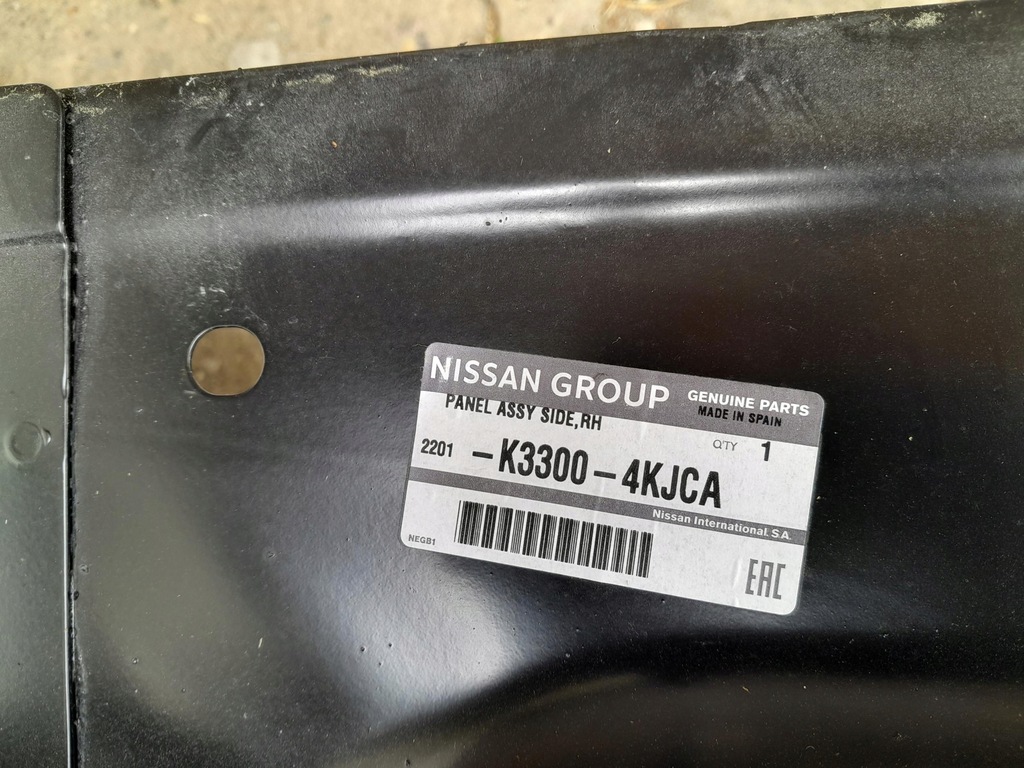 NISSAN GROUP GENUINE PARTS
MADE IN SPAIN
PANEL ASSY SIDE,RH
QTY 1
2201 -K3300-4KJCA
Nissan International. S.A.
NEGB1
EAC